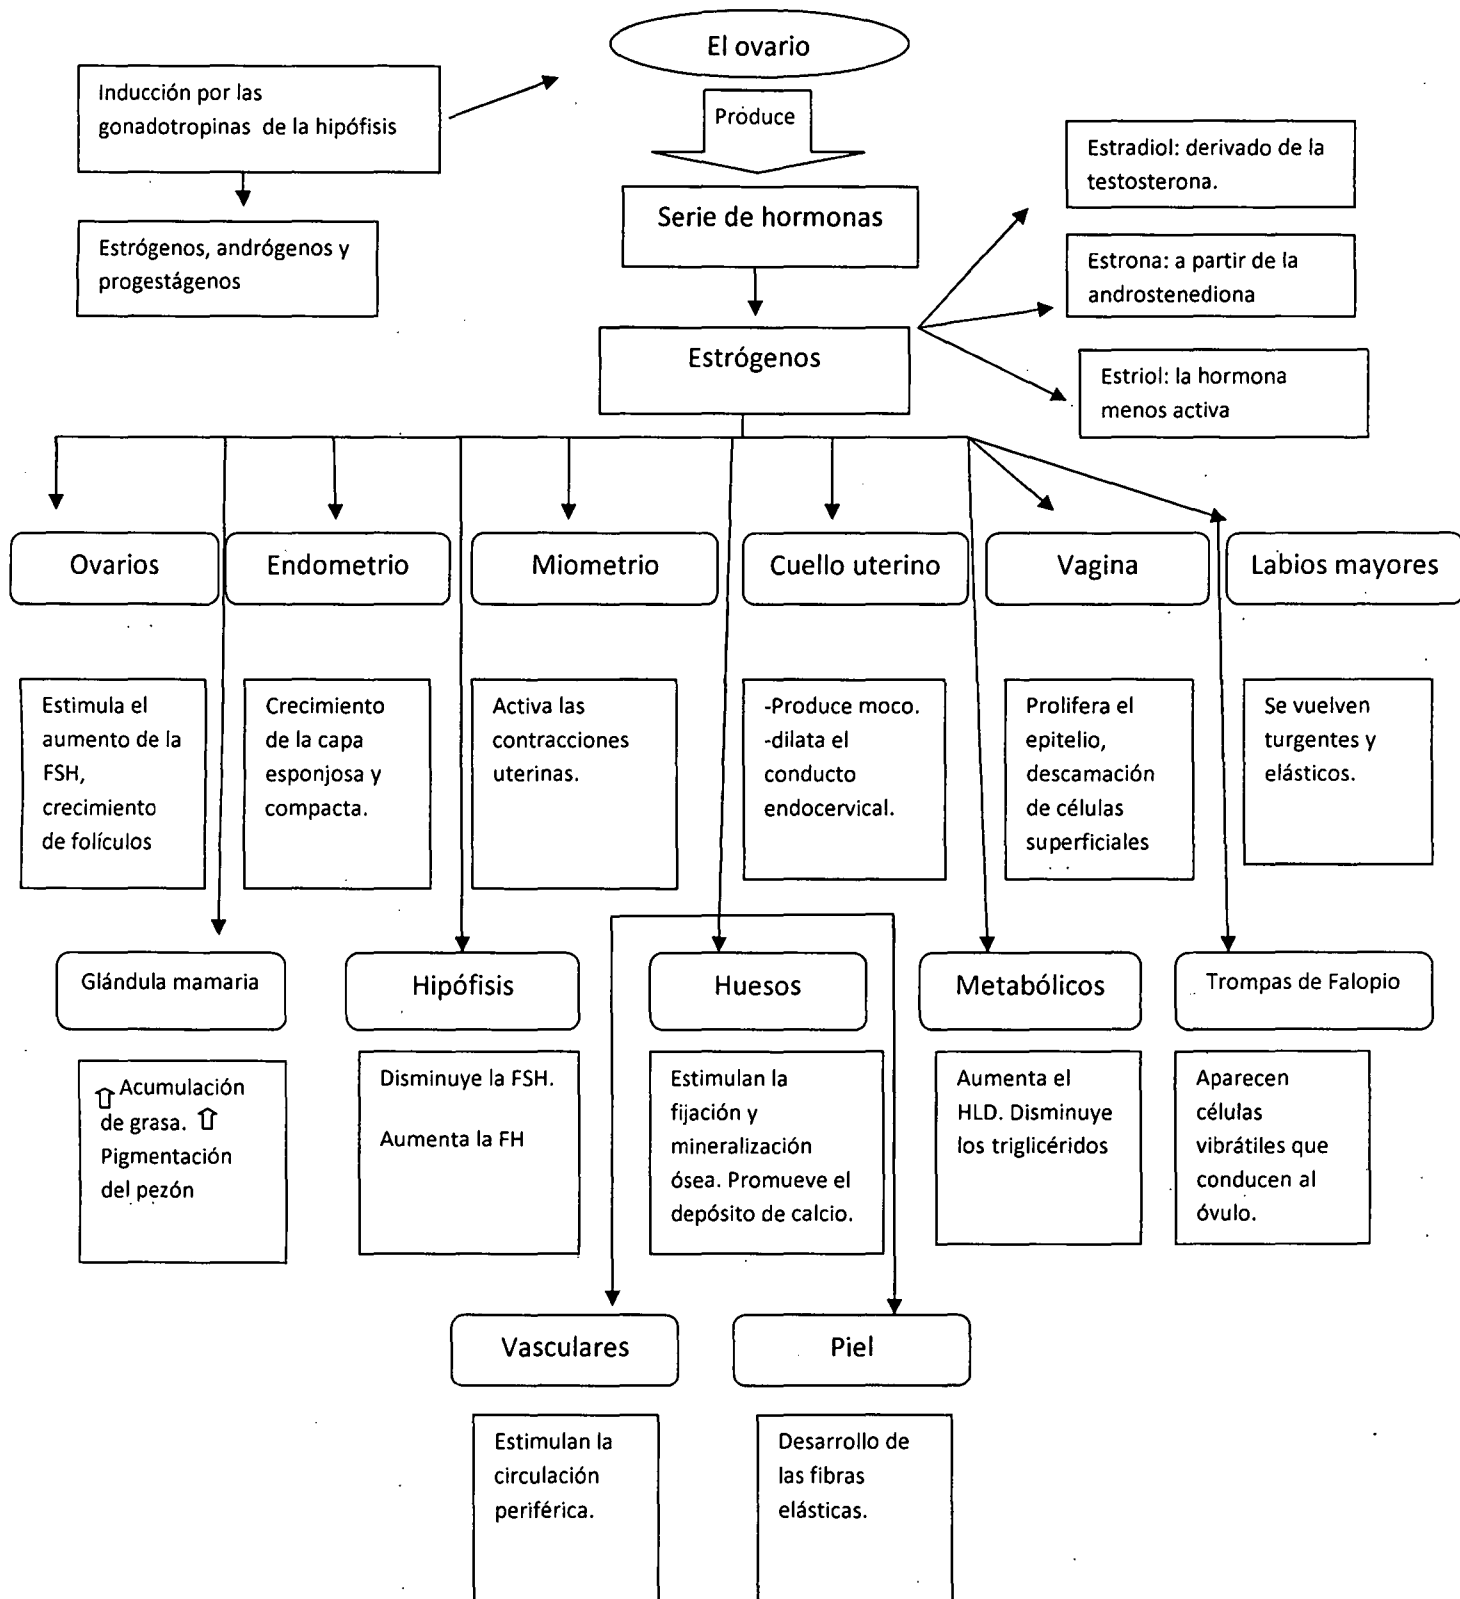 El ovario
Inducción por las
gonadotropinas de la hipófisis
Produce
Estradiol: derivado de la
testosterona.
Serie de hormonas
Estrógenos, andrógenos y
progestágenos
Estrona: a partir de la
androstenediona
Estrógenos
Estriol: la hormona
menos activa
Ovarios
Endometrio
Miometrio
Cuello uterino
Vagina
Labios mayores
Estimula el
aumento de la
FSH,
crecimiento
de folículos
Crecimiento
de la capa
esponjosa y
compacta.
Activa las
contracciones
uterinas.
-Produce moco.
-dilata el
conducto
endocervical.
Prolifera el
epitelio,
descamación
de células
superficiales
Se vuelven
turgentes y
elásticos.
Glándula mamaria
Hipófisis
Huesos
Metabólicos
Trompas de Falopio
⇧ Acumulación
de grasa. ⇧
Pigmentación
del pezón
Disminuye la FSH.
Aumenta la FH
Estimulan la
fijación y
mineralización
ósea. Promueve el
depósito de calcio.
Aumenta el
HLD. Disminuye
los triglicéridos
Aparecen
células
vibrátiles que
conducen al
óvulo.
Vasculares
Piel
Estimulan la
circulación
periférica.
Desarrollo de
las fibras
elásticas.